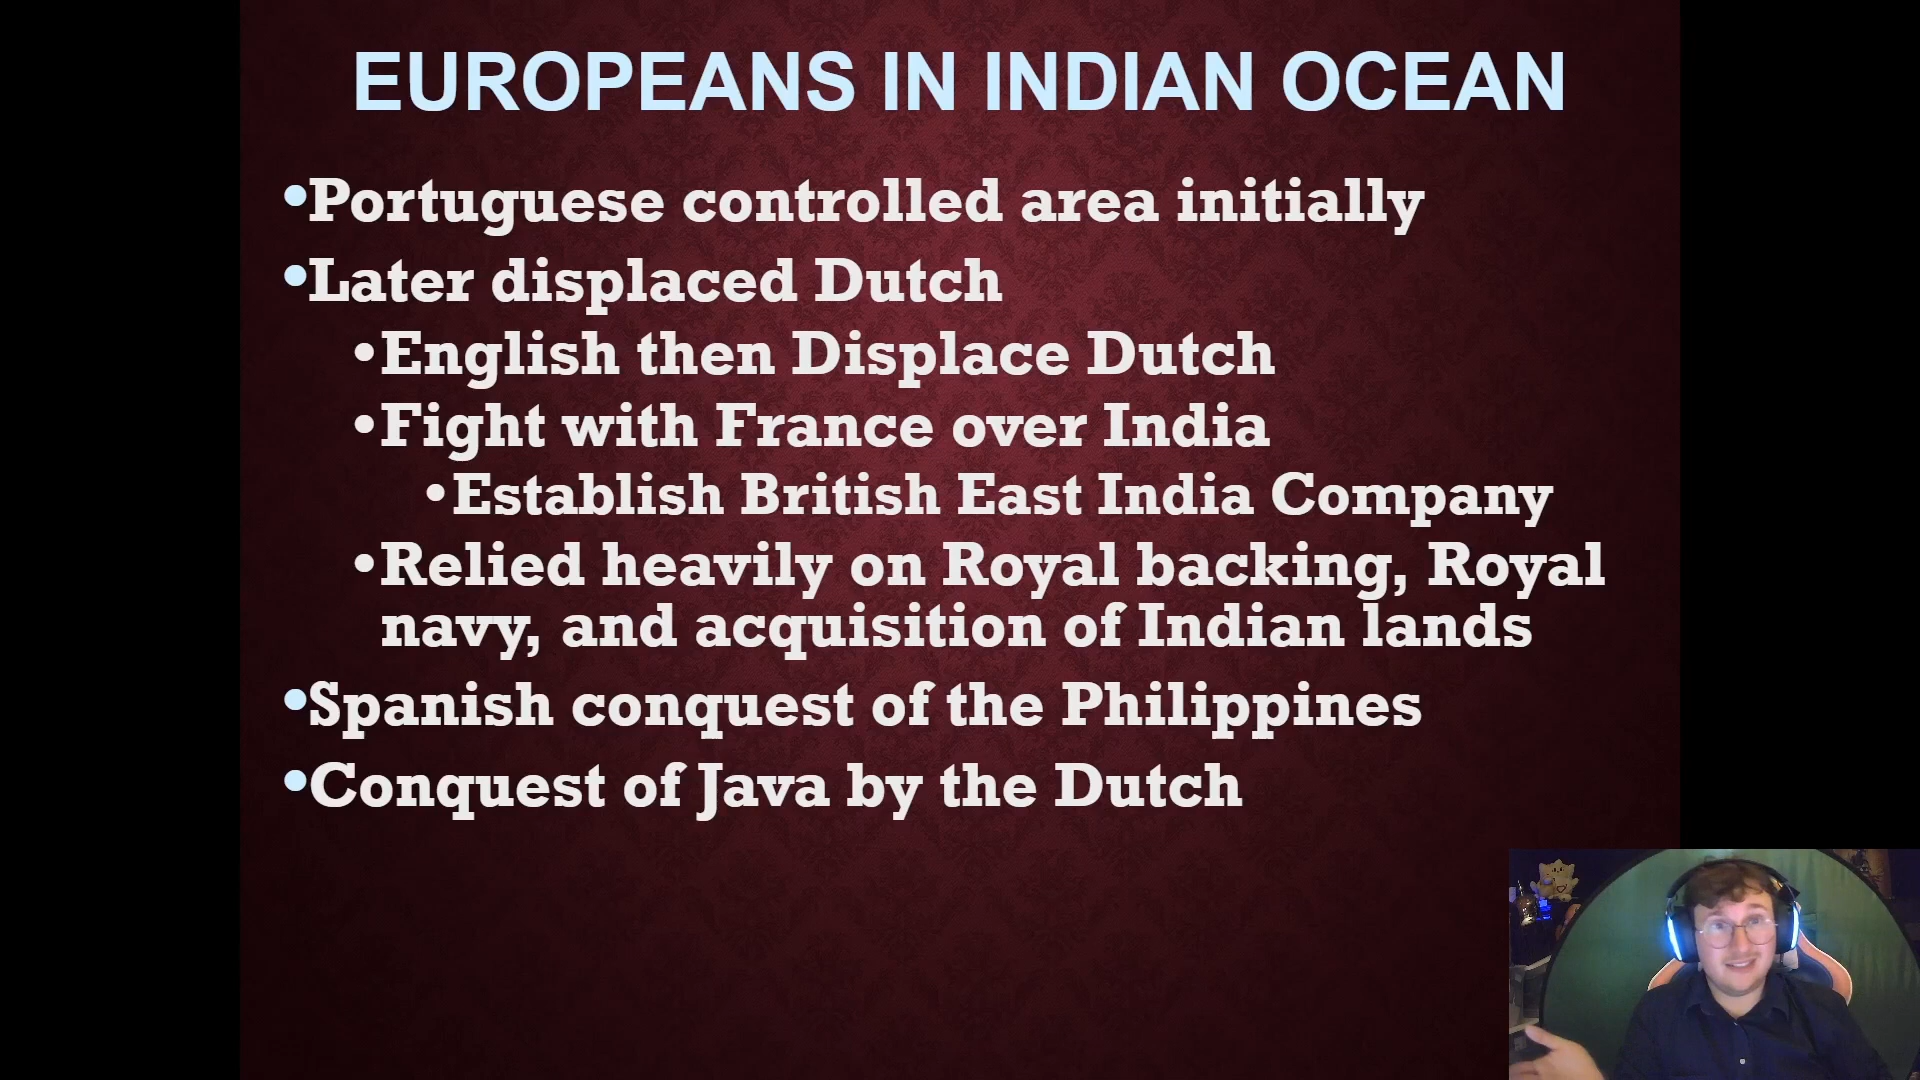 EUROPEANS IN INDIAN OCEAN
•Portuguese controlled area initially
•Later displaced Dutch
•English then Displace Dutch
•Fight with France over India
•Establish British East India Company
•Relied heavily on Royal backing, Royal
navy, and acquisition of Indian lands
•Spanish conquest of the Philippines
•Conquest of Java by the Dutch